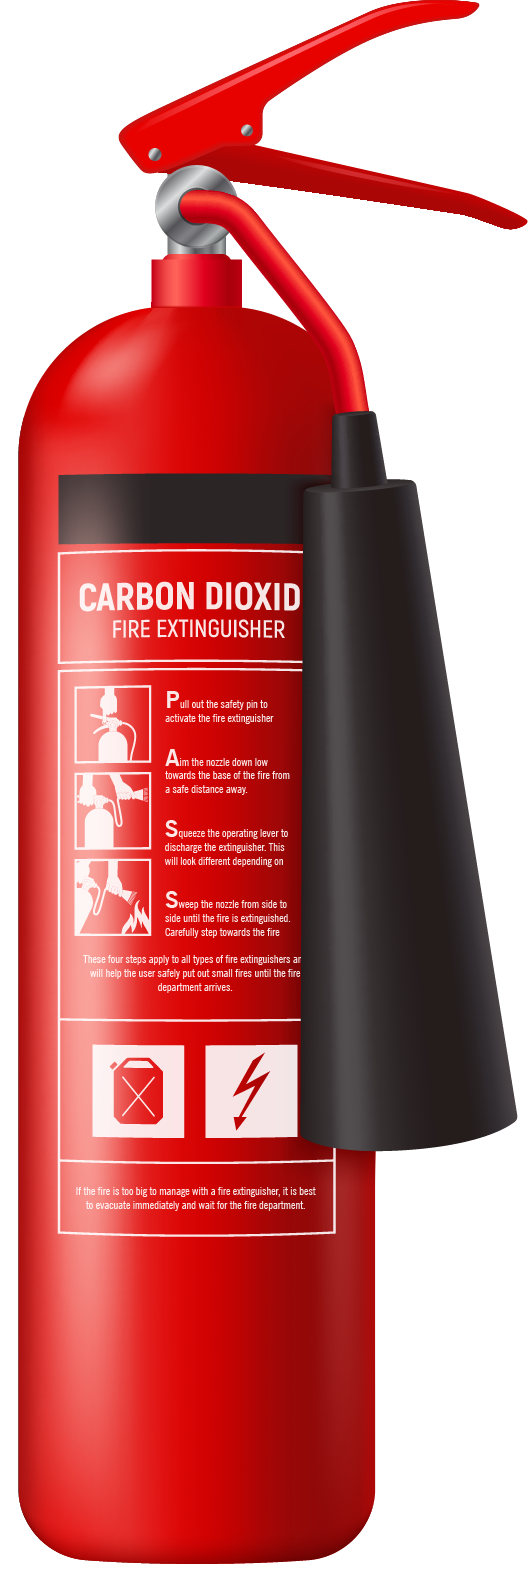 CARBON DIOXID
FIRE EXTINGUISHER
Pull out the safety pin to
activate the fire extinguisher
Aim the nozzle down low
towards the base of the fire from
a safe distance away.
Squeeze the operating lever to
discharge the extinguisher. This
will look different depending on
Sweep the nozzle from side to
side until the fire is extinguished.
Carefully step towards the fire
These four steps apply to all types of fire extinguishers an
will help the user safely put out small fires until the fire
department arrives.
If the fire is too big to manage with a fire extinguisher, it is best
to evacuate immediately and wait for the fire department.